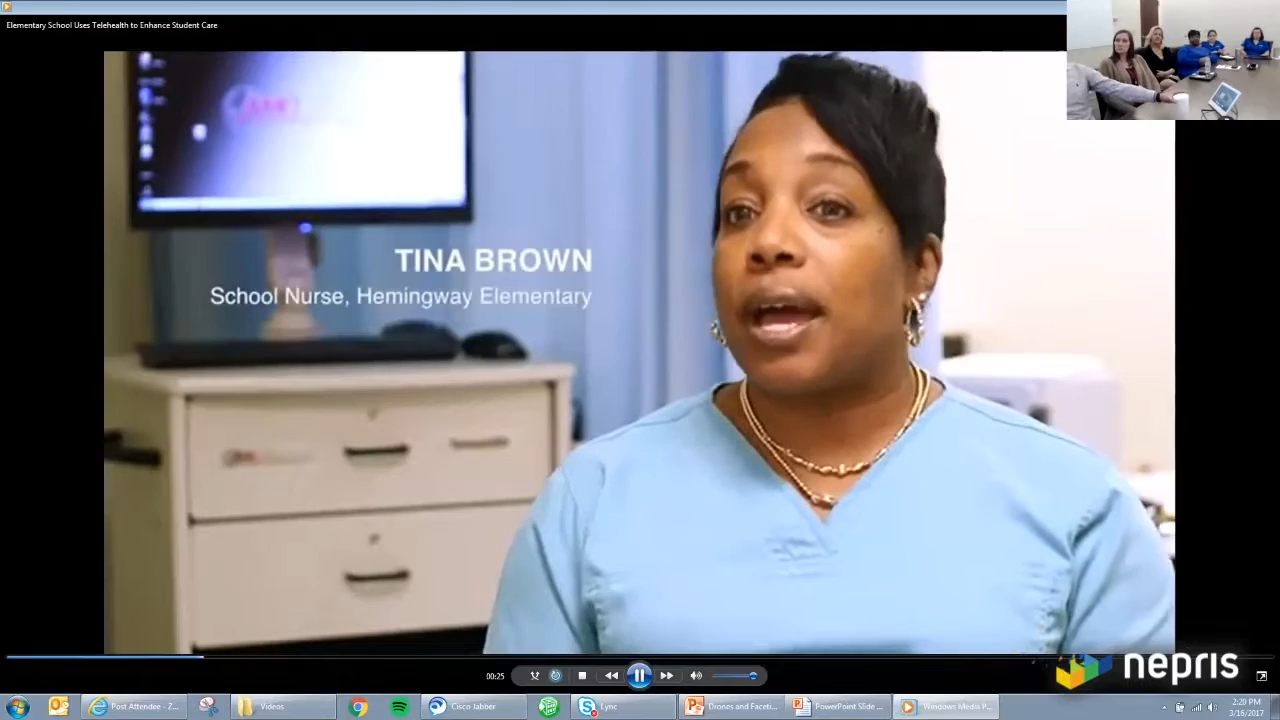 Elementary School Uses Telehealth to Enhance Student Care
TINA BROWN
School Nurse, Hemingway Elementary
00:25
nepris
Post Attendee - Z...
Videos
Cisco Jabber
Lync
Drones and Faceti...
PowerPoint Slide ...
Windows Media P...
2:20 PM
3/16/2017